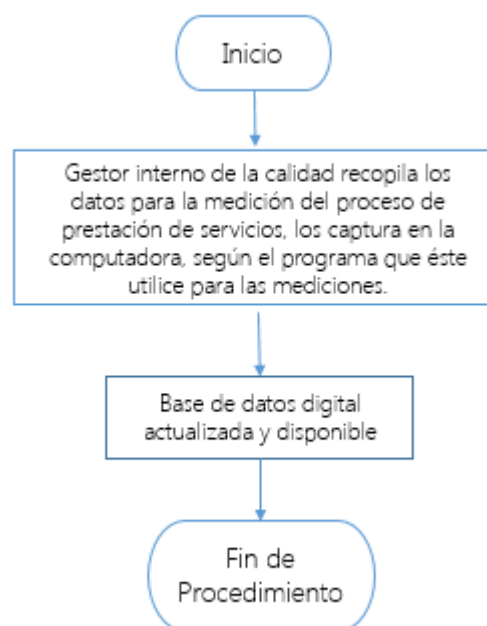 Inicio
Gestor interno de la calidad recopila los
datos para la medición del proceso de
prestación de servicios, los captura en la
computadora, según el programa que éste
utilice para las mediciones.
Base de datos digital
actualizada y disponible
Fin de
Procedimiento